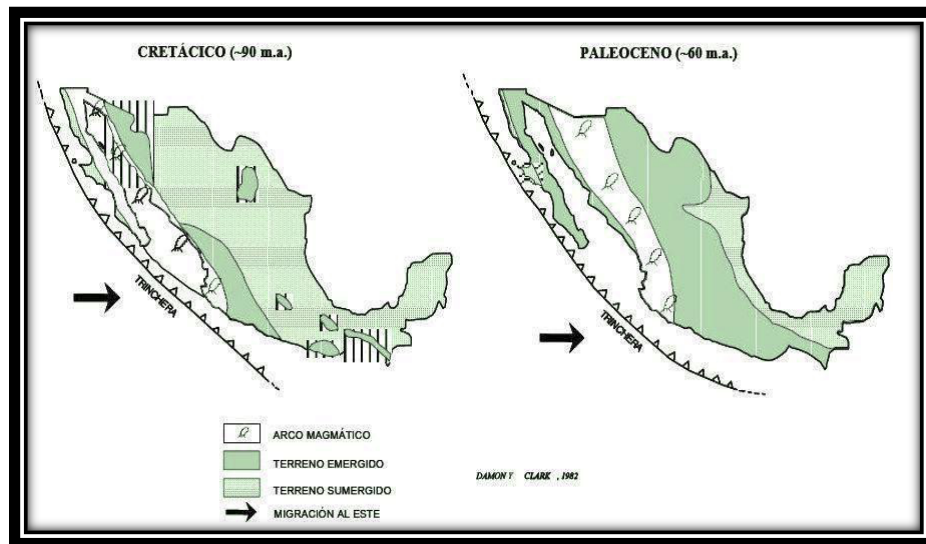 CRETÁCICO (~90 m.a.)
PALEOCENO (~60 m.a.)
TRINCHERA
TRINCHERA
ARCO MAGMÁTICO
TERRENO EMERGIDO
TERRENO SUMERGIDO
MIGRACIÓN AL ESTE
DAMON Y CLARK , 1982